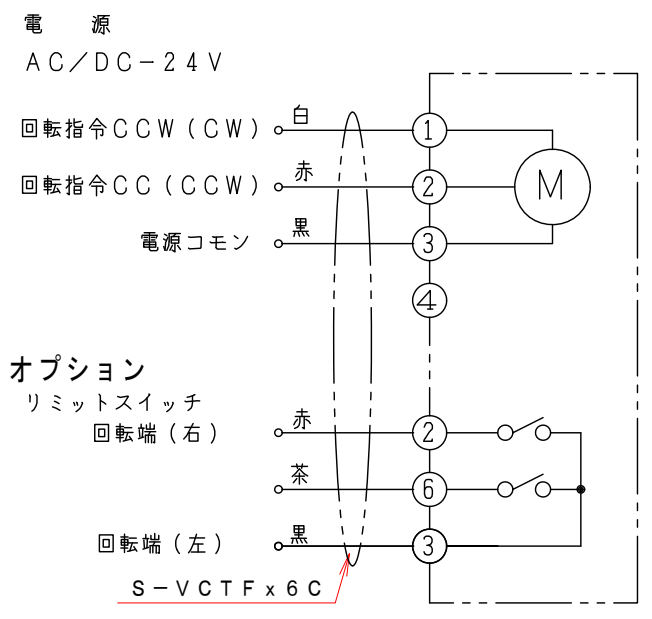 電 源
AC/DC-24V
回転指令CCW(CW) 白 1
回転指令CC(CCW) 赤 2 M
電源コモン 黒 3
4
オプション
リミットスイッチ
回転端(右) 赤 2
茶 6
回転端(左) 黒 3
S-VCTFx6C